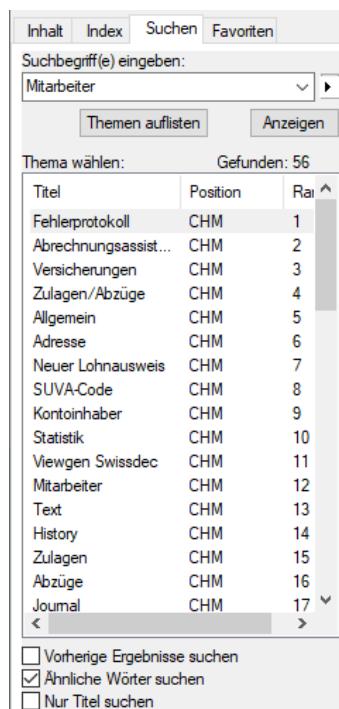 Inhalt Index Suchen Favoriten
Suchbegriff(e) eingeben:
Mitarbeiter
Themen auflisten Anzeigen
Thema wählen: Gefunden: 56
Titel Position
Fehlerprotokoll CHM 1
Abrechnungsassist... CHM 2
Versicherungen CHM 3
Zulagen/Abzüge CHM 4
Allgemein CHM 5
Adresse CHM 6
Neuer Lohnausweis CHM 7
SUVA-Code CHM 8
Kontoinhaber CHM 9
Statistik CHM 10
Viewgen Swissdec CHM 11
Mitarbeiter CHM 12
Text CHM 13
History CHM 14
Zulagen CHM 15
Abzüge CHM 16
Journal CHM 17
Vorherige Ergebnisse suchen
Ähnliche Wörter suchen
Nur Titel suchen